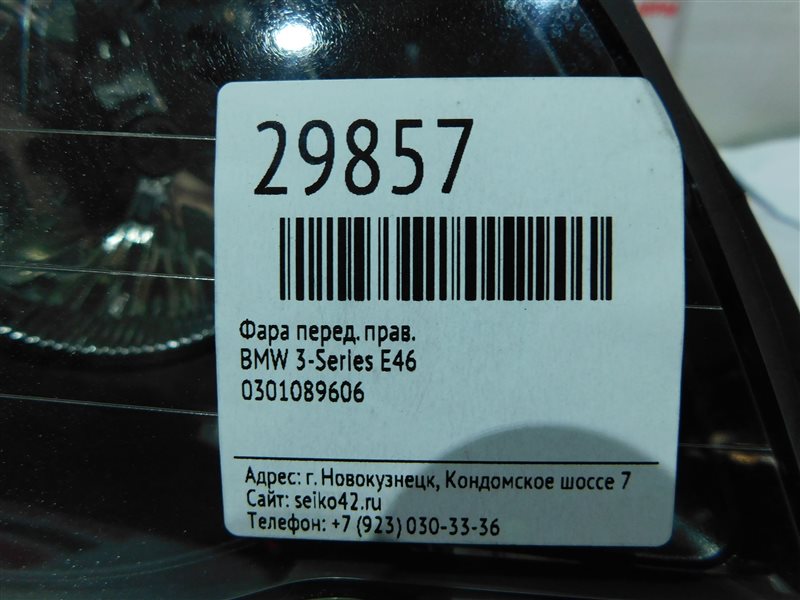 29857
Фара перед. прав.
BMW 3-Series E46
0301089606
Адрес: г. Новокузнецк, Кондомское шоссе 7
Сайт: seiko42.ru
Телефон: +7 (923) 030-33-36